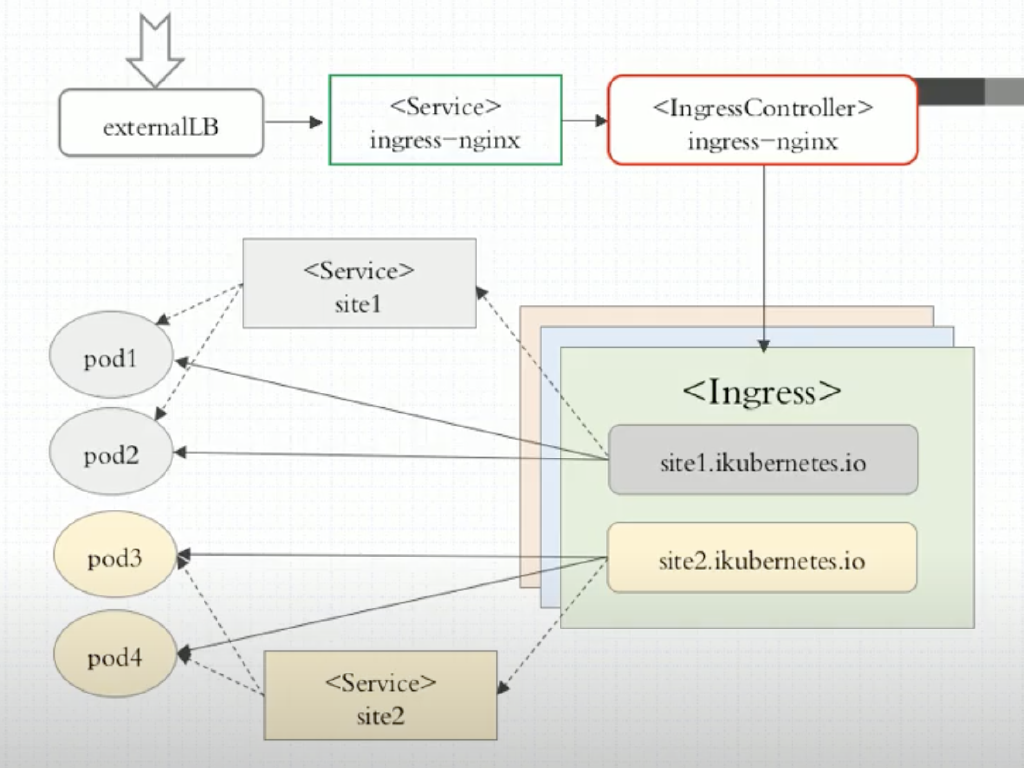 externalLB
<Service>
ingress-nginx
<IngressController>
ingress-nginx
<Service>
site1
pod1
pod2
pod3
pod4
<Ingress>
site1.ikubernetes.io
site2.ikubernetes.io
<Service>
site2